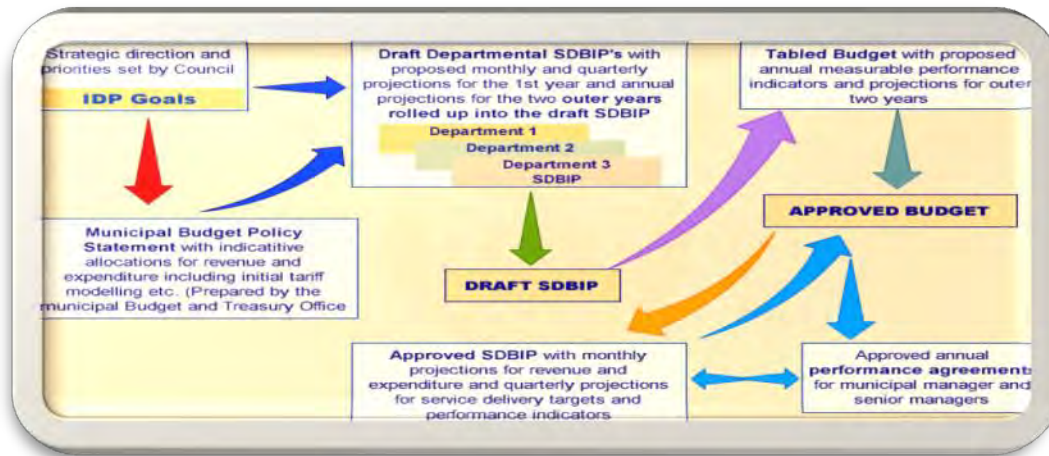 Strategic direction and
priorities set by Council
IDP Goals
Municipal Budget Policy
Statement with indicatitive
allocations for revenue and
expenditure including initial tariff
modelling etc. (Prepared by the
municipal Budget and Treasury Office
Draft Departmental SDBIP's with
proposed monthly and quarterly
projections for the 1st year and annual
projections for the two outer years
rolled up into the draft SDBIP
Department 1
Department 2
Department 3
SDBIP
DRAFT SDBIP
Tabled Budget with proposed
annual measurable performance
indicators and projections for outer
two years
APPROVED BUDGET
Approved SDBIP with monthly
projections for revenue and
expenditure and quarterly projections
for service delivery targets and
performance indicators
Approved annual
performance agreements
for municipal manager and
senior managers